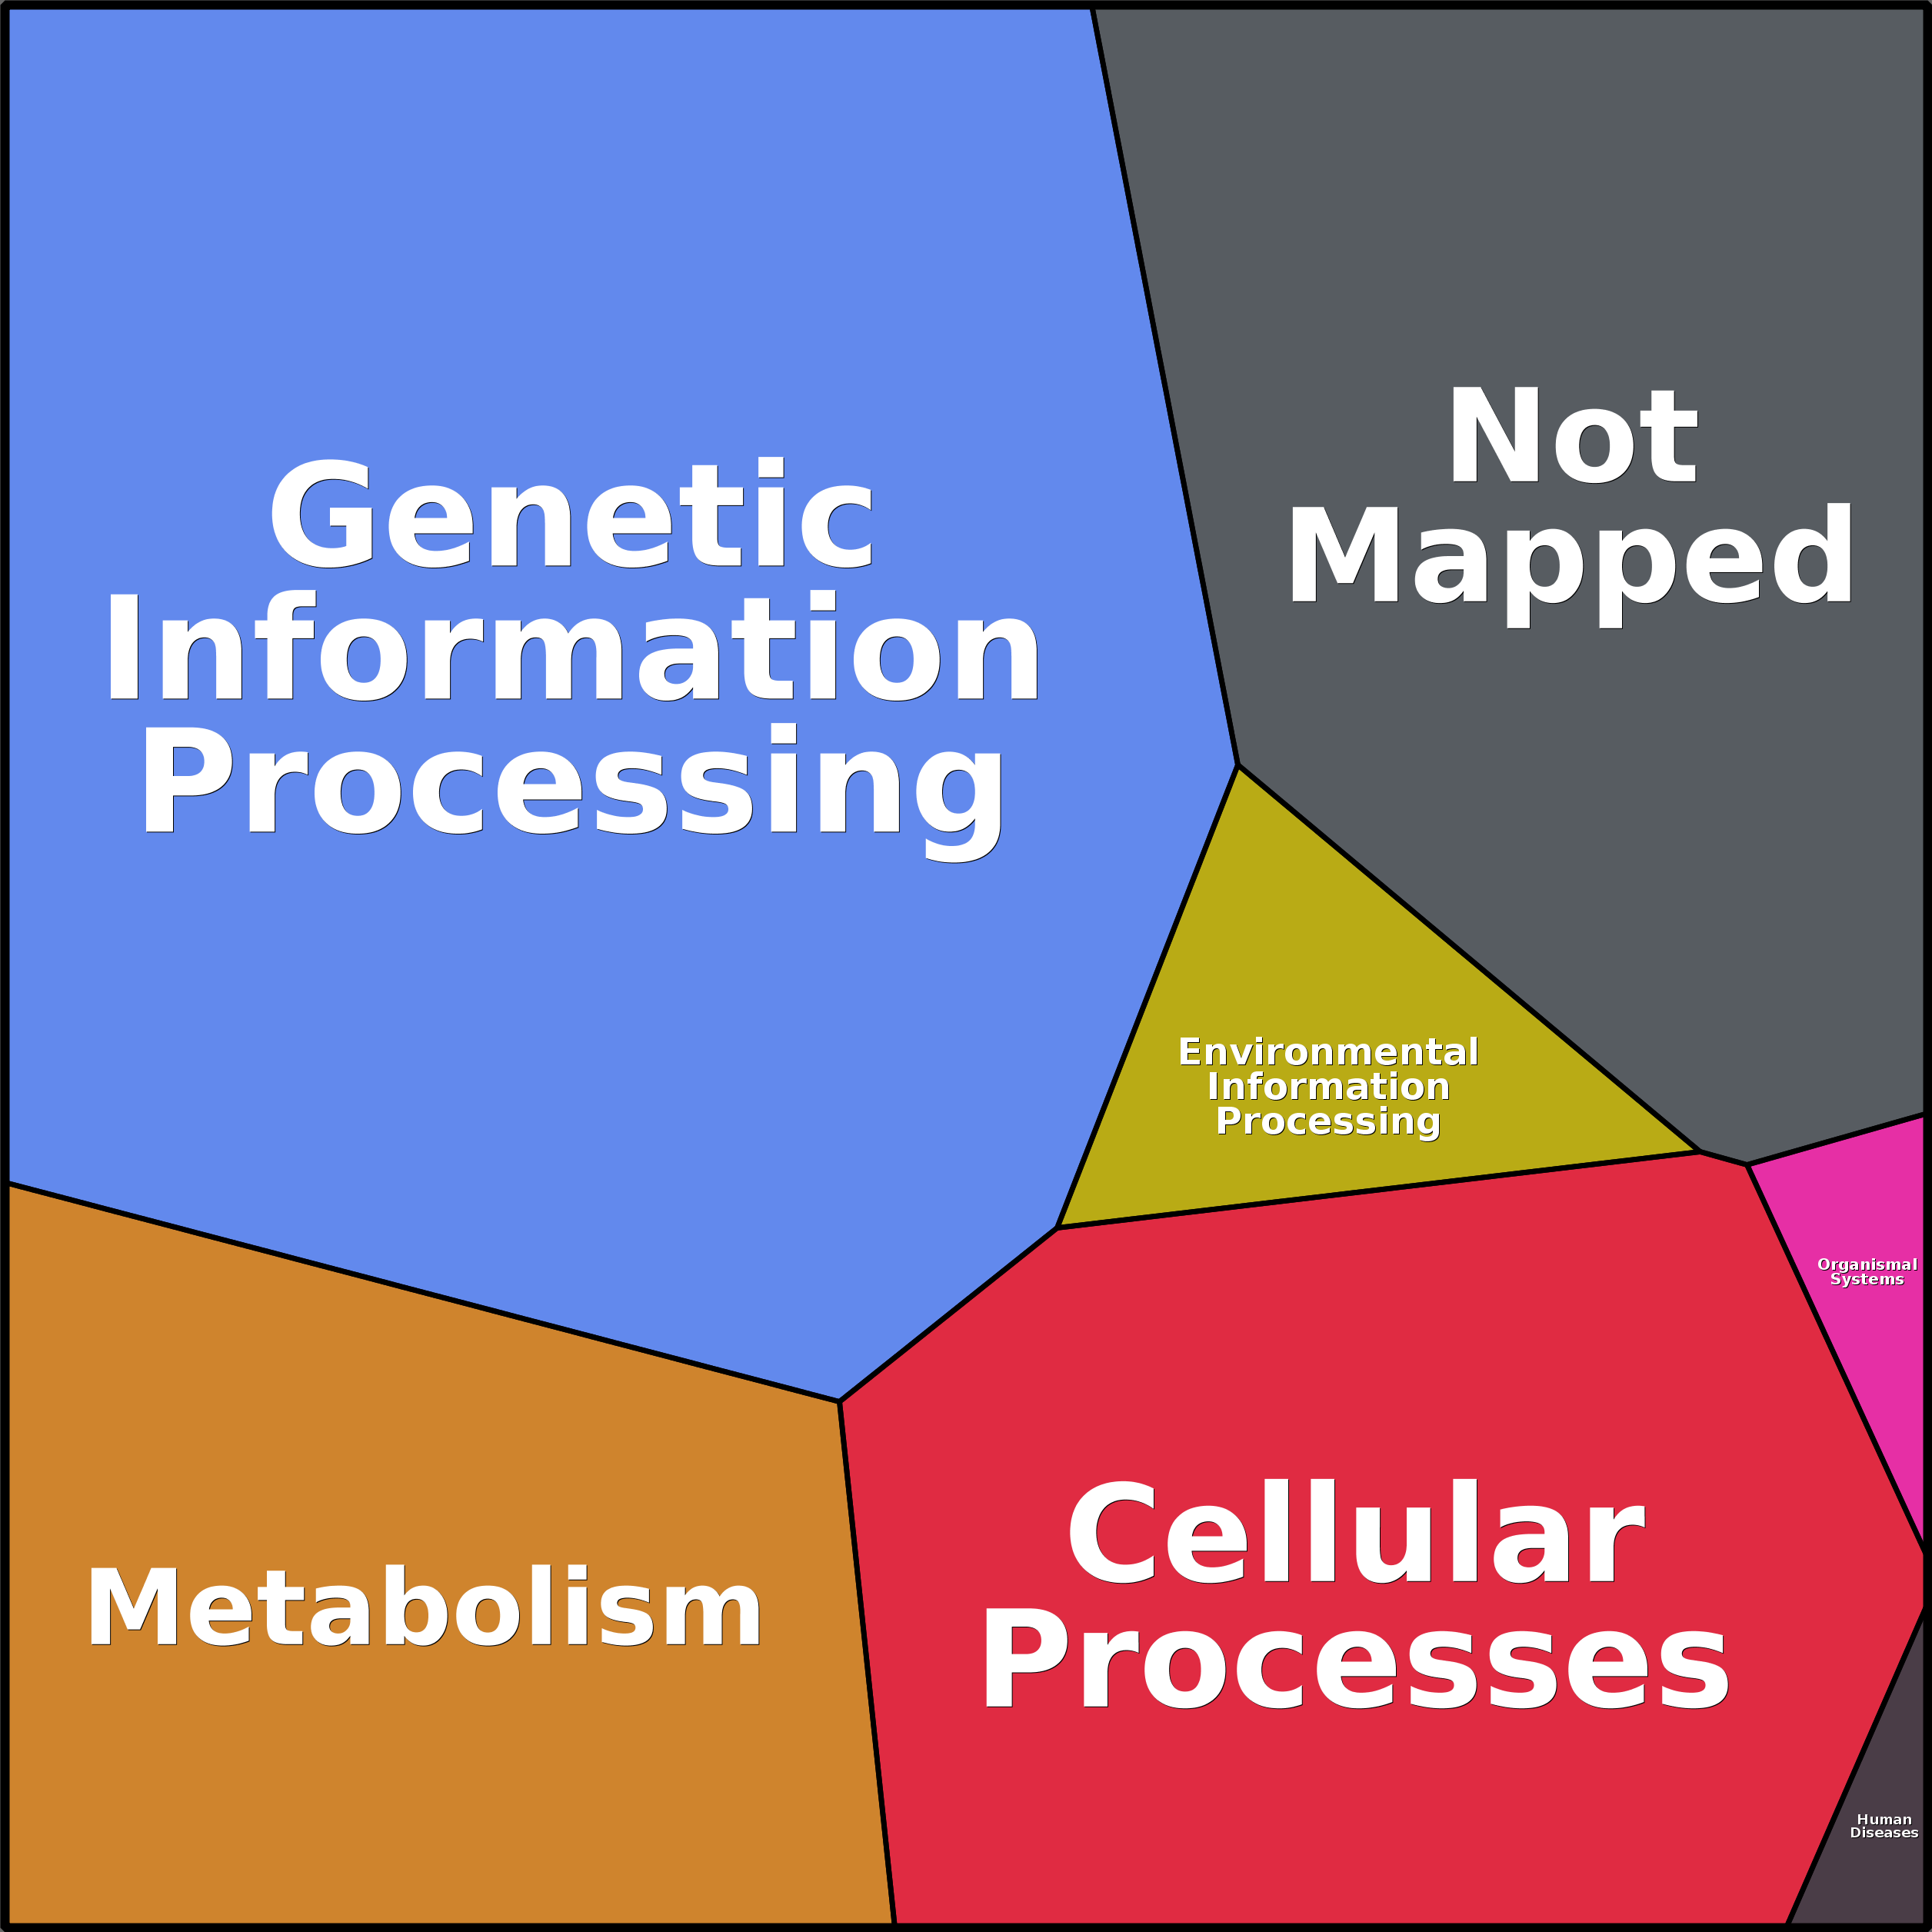 Genetic
Information
Processing
Not
Mapped
Environmental
Information
Processing
Organismal
Systems
Metabolism
Cellular
Processes
Human
Diseases